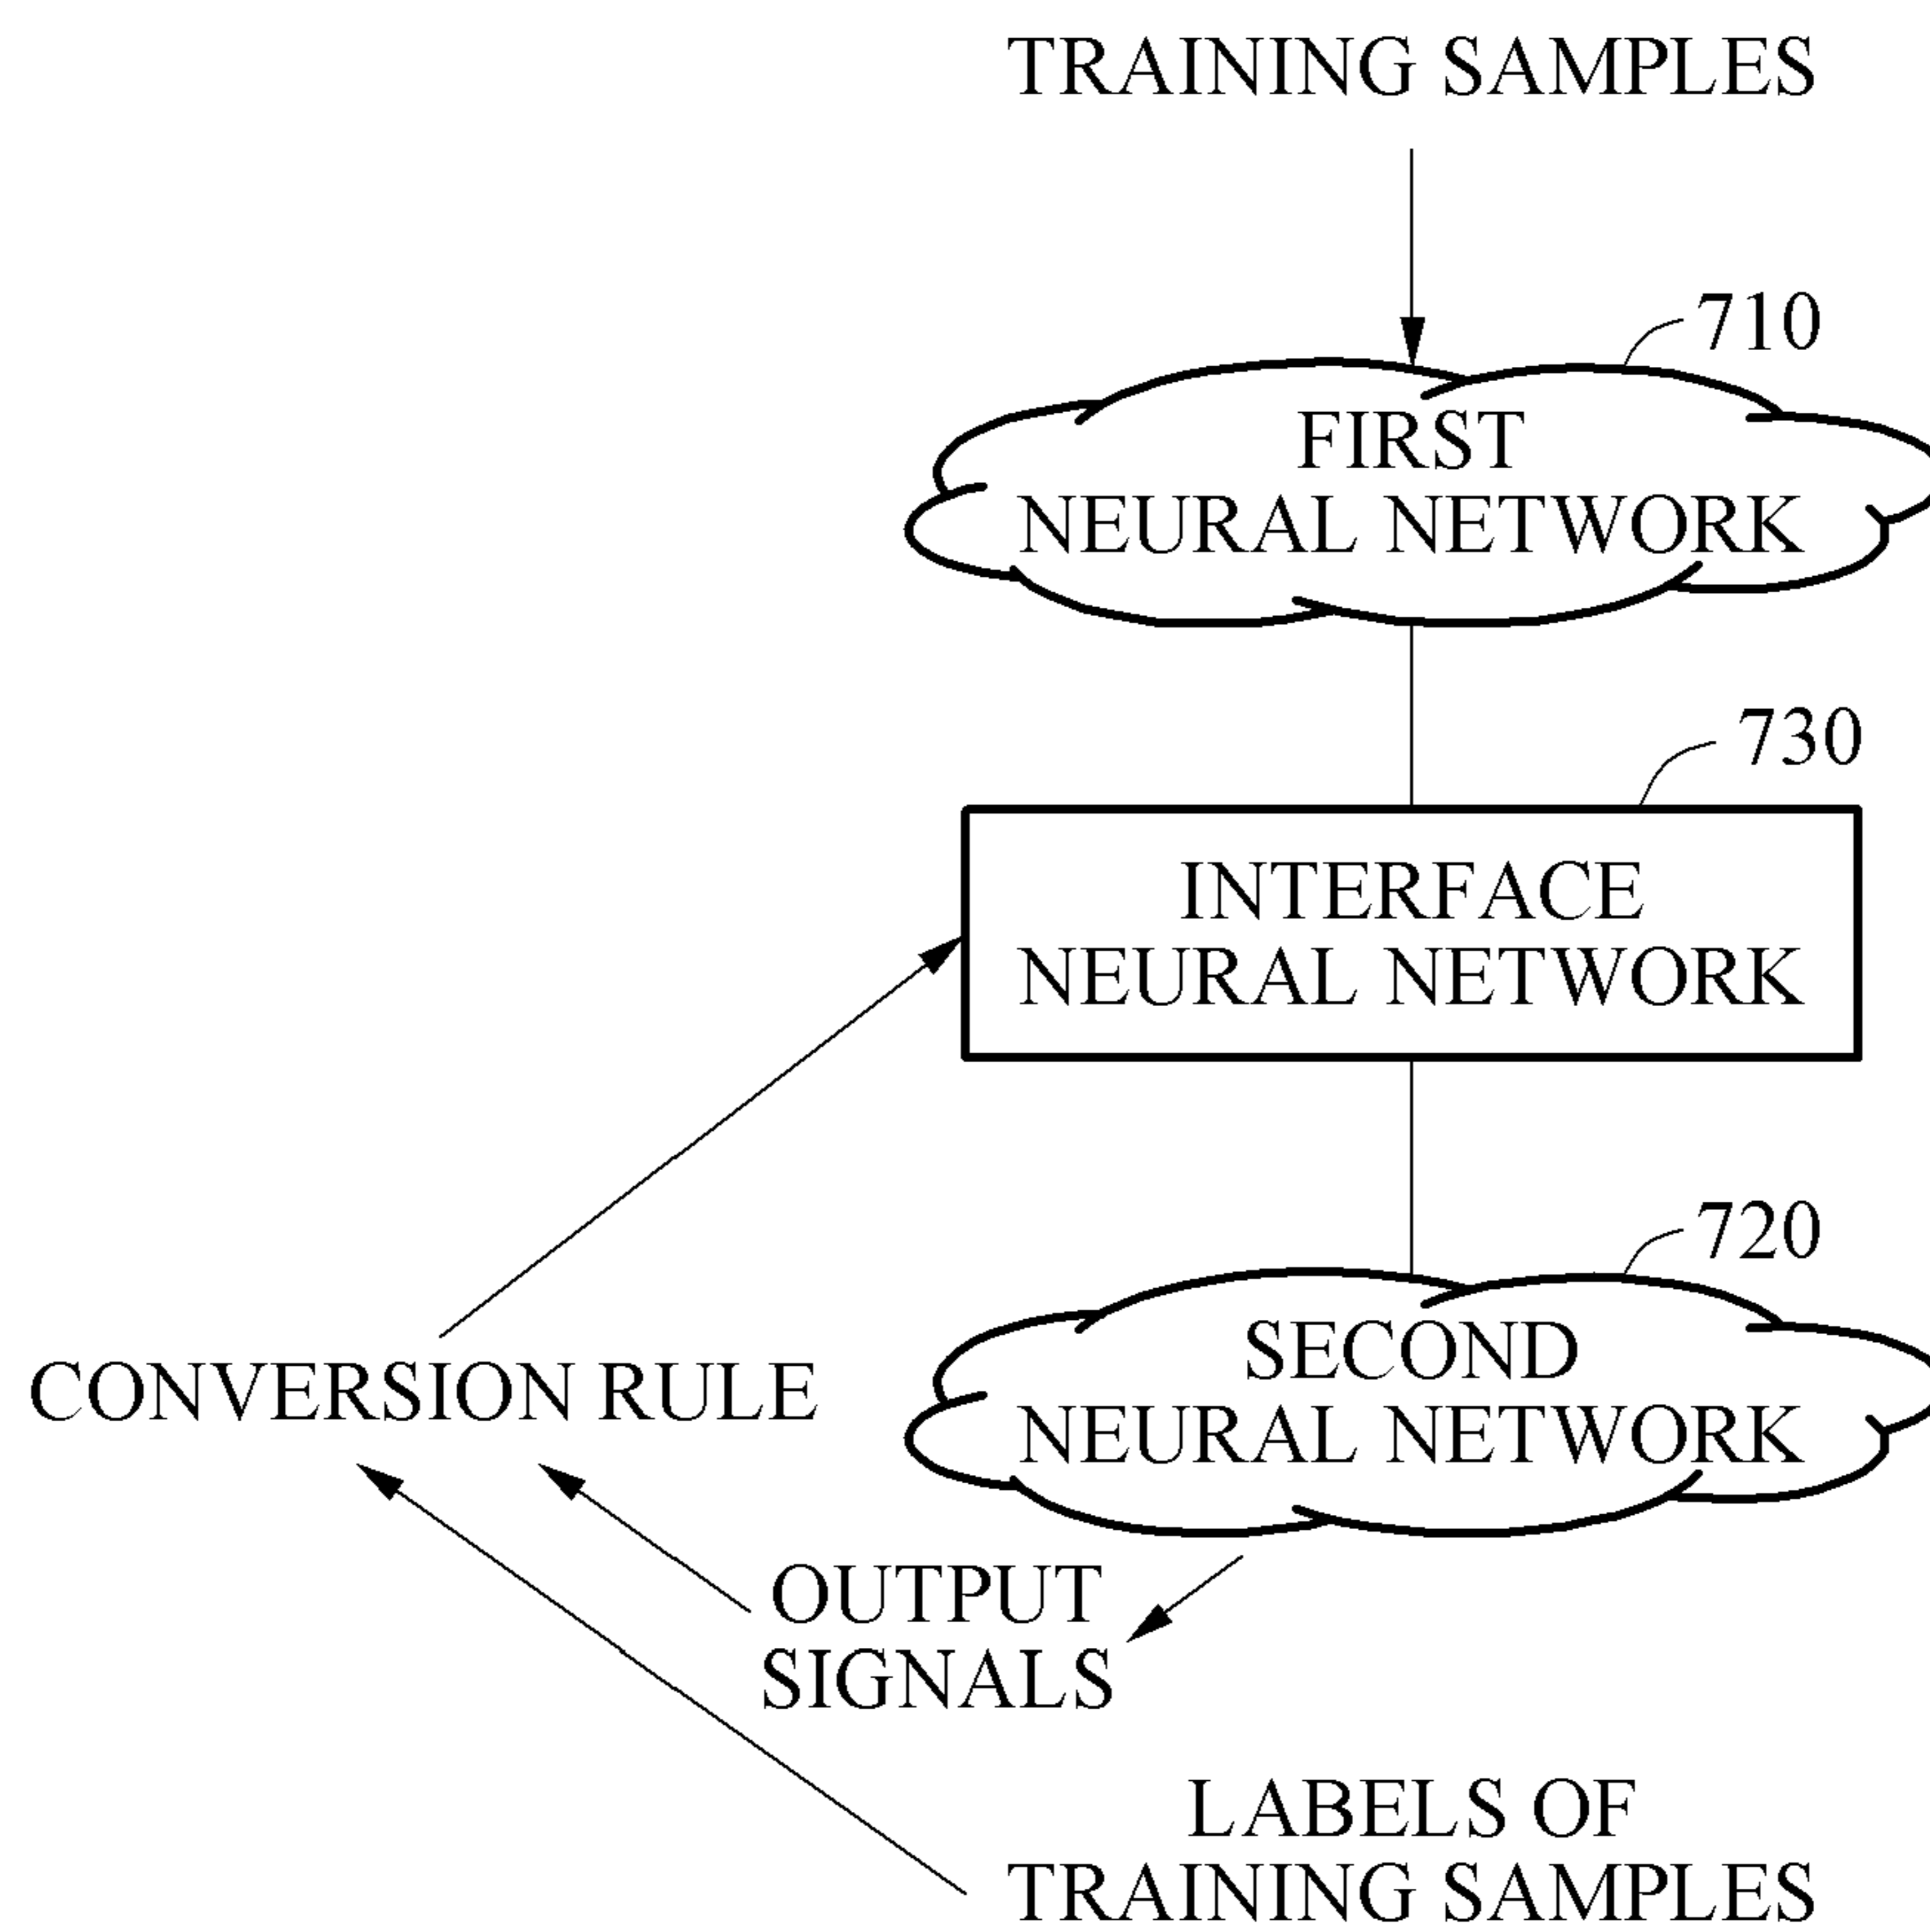 TRAINING SAMPLES
710
FIRST
NEURAL NETWORK
730
INTERFACE
NEURAL NETWORK
720
SECOND
NEURAL NETWORK
CONVERSION RULE
OUTPUT
SIGNALS
LABELS OF
TRAINING SAMPLES